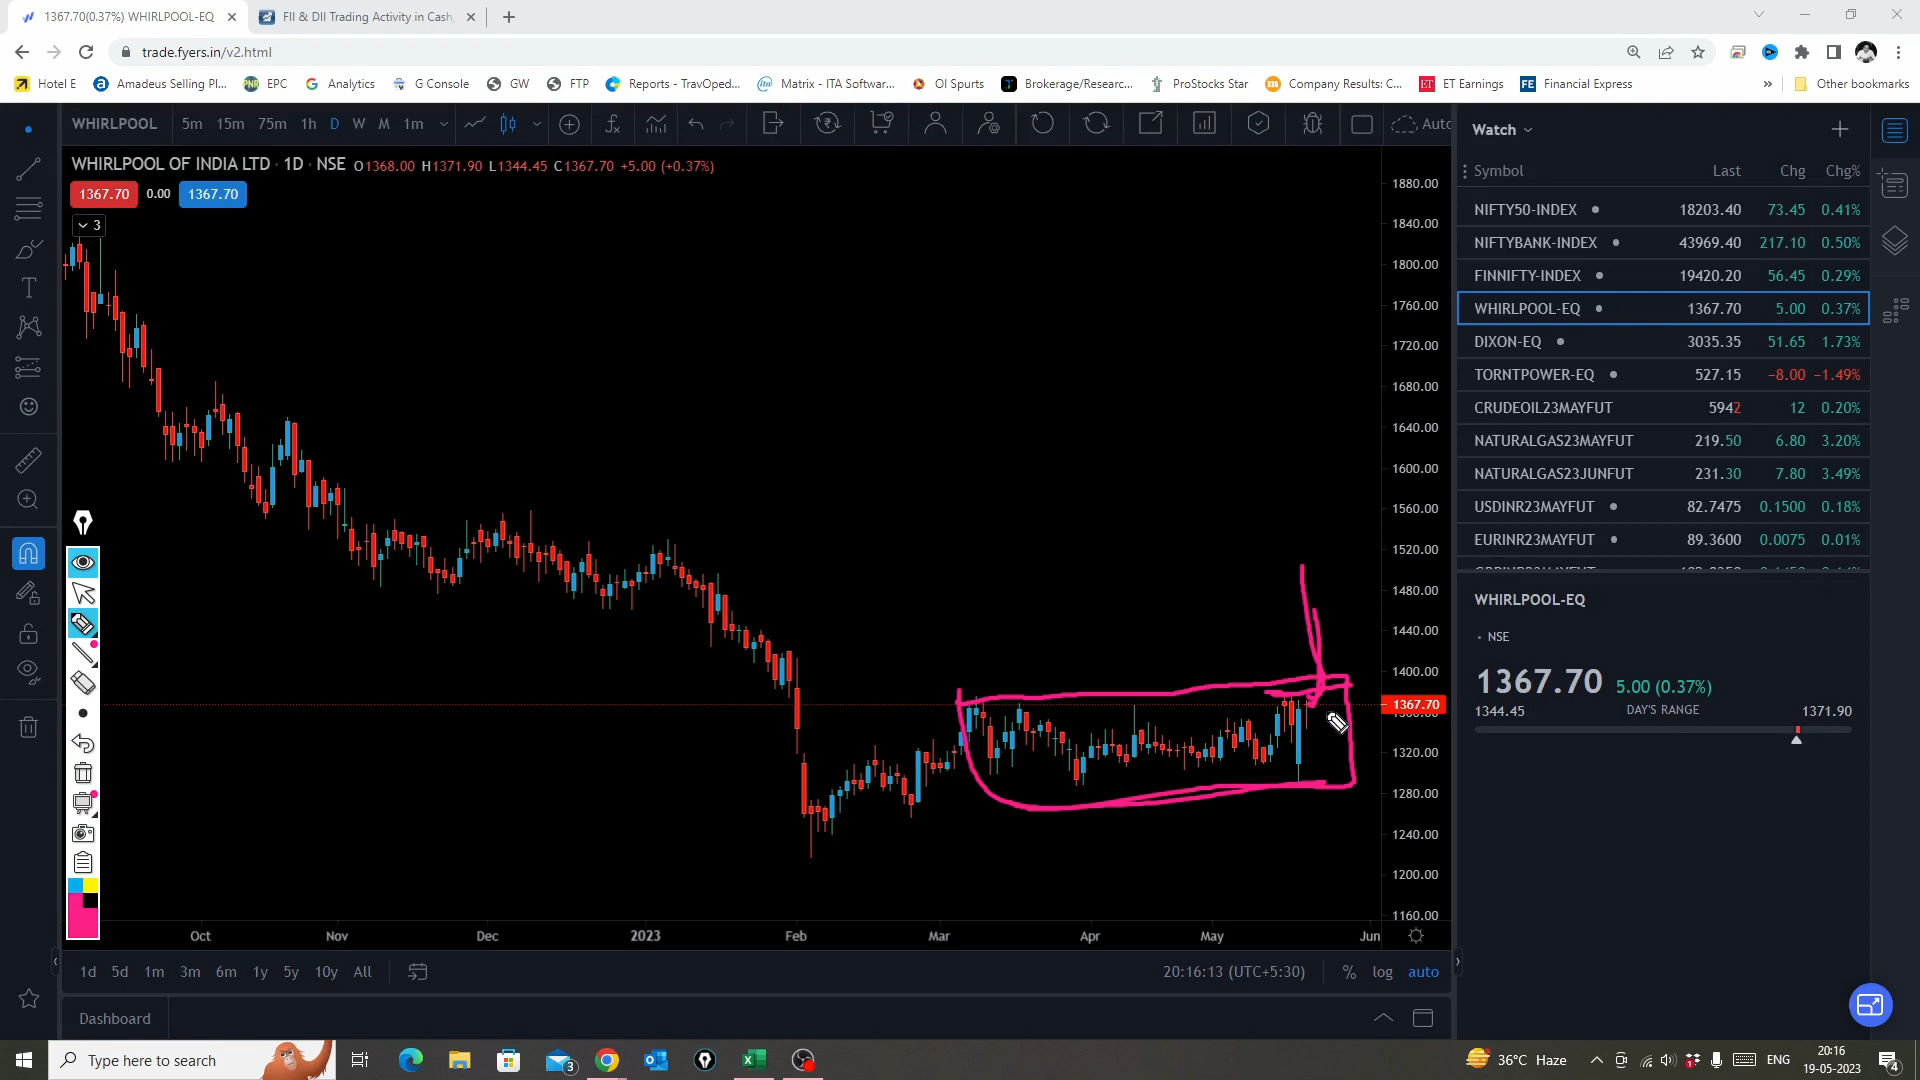 1367.70(0.37%) WHIRLPOOL-EQ
FII & DII Trading Activity in Cash,
trade.fyers.in/v2.html
Hotel E
Amadeus Selling Pl...
EPC
Analytics
G Console
GW
FTP
Reports - TravOped...
Matrix - ITA Softwar...
OI Spurts
Brokerage/Researc...
ProStocks Star
Company Results: C...
ET Earnings
Financial Express
»
Other bookmarks
WHIRLPOOL 5m 15m 75m 1h D W M 1m Auto
Watch
WHIRLPOOL OF INDIA LTD · 1D · NSE O1368.00 H1371.90 L1344.45 C1367.70 +5.00 (+0.37%)
1367.70 0.00 1367.70
3
1880.00
1840.00
1800.00
1760.00
1720.00
1680.00
1640.00
1600.00
1560.00
1520.00
1480.00
1440.00
1400.00
1367.70
1320.00
1280.00
1240.00
1200.00
1160.00
Oct Nov Dec 2023 Feb Mar Apr May Jun
1d 5d 1m 3m 6m 1y 5y 10y All
20:16:13 (UTC+5:30) % log auto
Dashboard
Symbol Last Chg Chg%
NIFTY50-INDEX 18203.40 73.45 0.41%
NIFTYBANK-INDEX 43969.40 217.10 0.50%
FINNIFTY-INDEX 19420.20 56.45 0.29%
WHIRLPOOL-EQ 1367.70 5.00 0.37%
DIXON-EQ 3035.35 51.65 1.73%
TORNTPOWER-EQ 527.15 −8.00 −1.49%
CRUDEOIL23MAYFUT 5942 12 0.20%
NATURALGAS23MAYFUT 219.50 6.80 3.20%
NATURALGAS23JUNFUT 231.30 7.80 3.49%
USDINR23MAYFUT 82.7475 0.1500 0.18%
EURINR23MAYFUT 89.3600 0.0075 0.01%
WHIRLPOOL-EQ
NSE
1367.70 5.00 (0.37%)
1344.45 DAY'S RANGE 1371.90
Type here to search
3
36°C Haze
ENG
20:16
19-05-2023
4